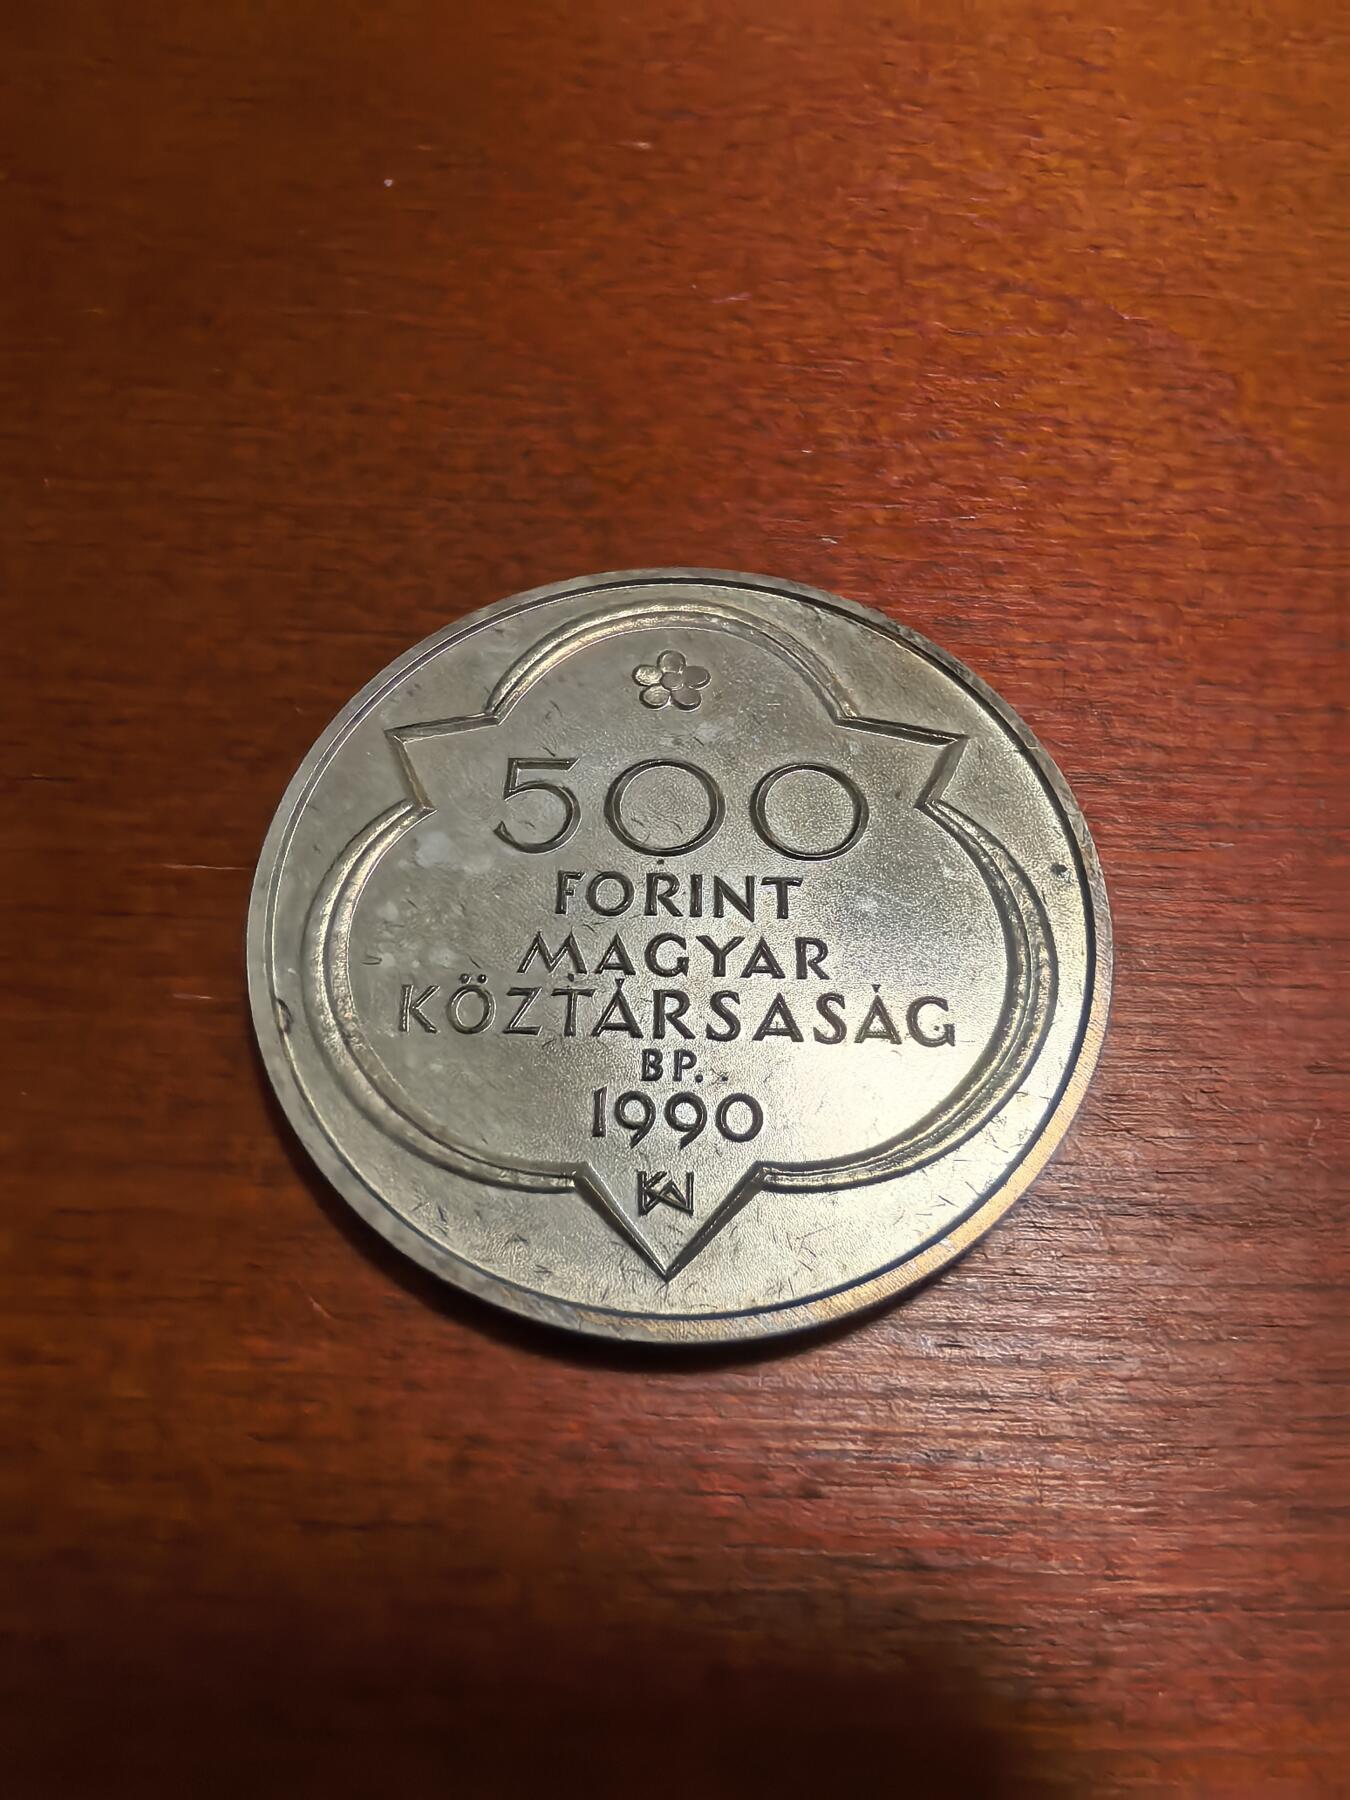 500
FORINT
MAGYAR
KÖZTÁRSASÁG
BP.
1990